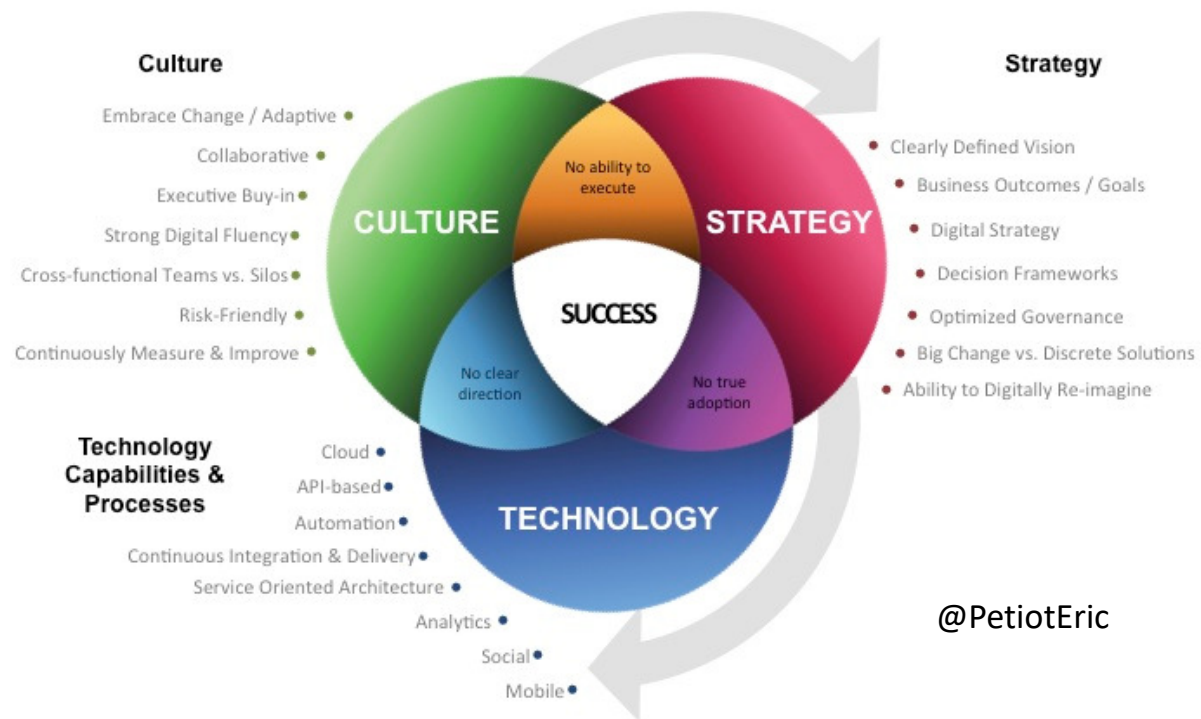 Culture
Embrace Change / Adaptive
Collaborative
Executive Buy-in
Strong Digital Fluency
Cross-functional Teams vs. Silos
Risk-Friendly
Continuously Measure & Improve
Strategy
Clearly Defined Vision
Business Outcomes / Goals
Digital Strategy
Decision Frameworks
Optimized Governance
Big Change vs. Discrete Solutions
Ability to Digitally Re-imagine
CULTURE
No ability to
execute
STRATEGY
SUCCESS
No clear
direction
No true
adoption
TECHNOLOGY
Technology
Capabilities &
Processes
Cloud
API-based
Automation
Continuous Integration & Delivery
Service Oriented Architecture
Analytics
Social
Mobile
@PetiotEric